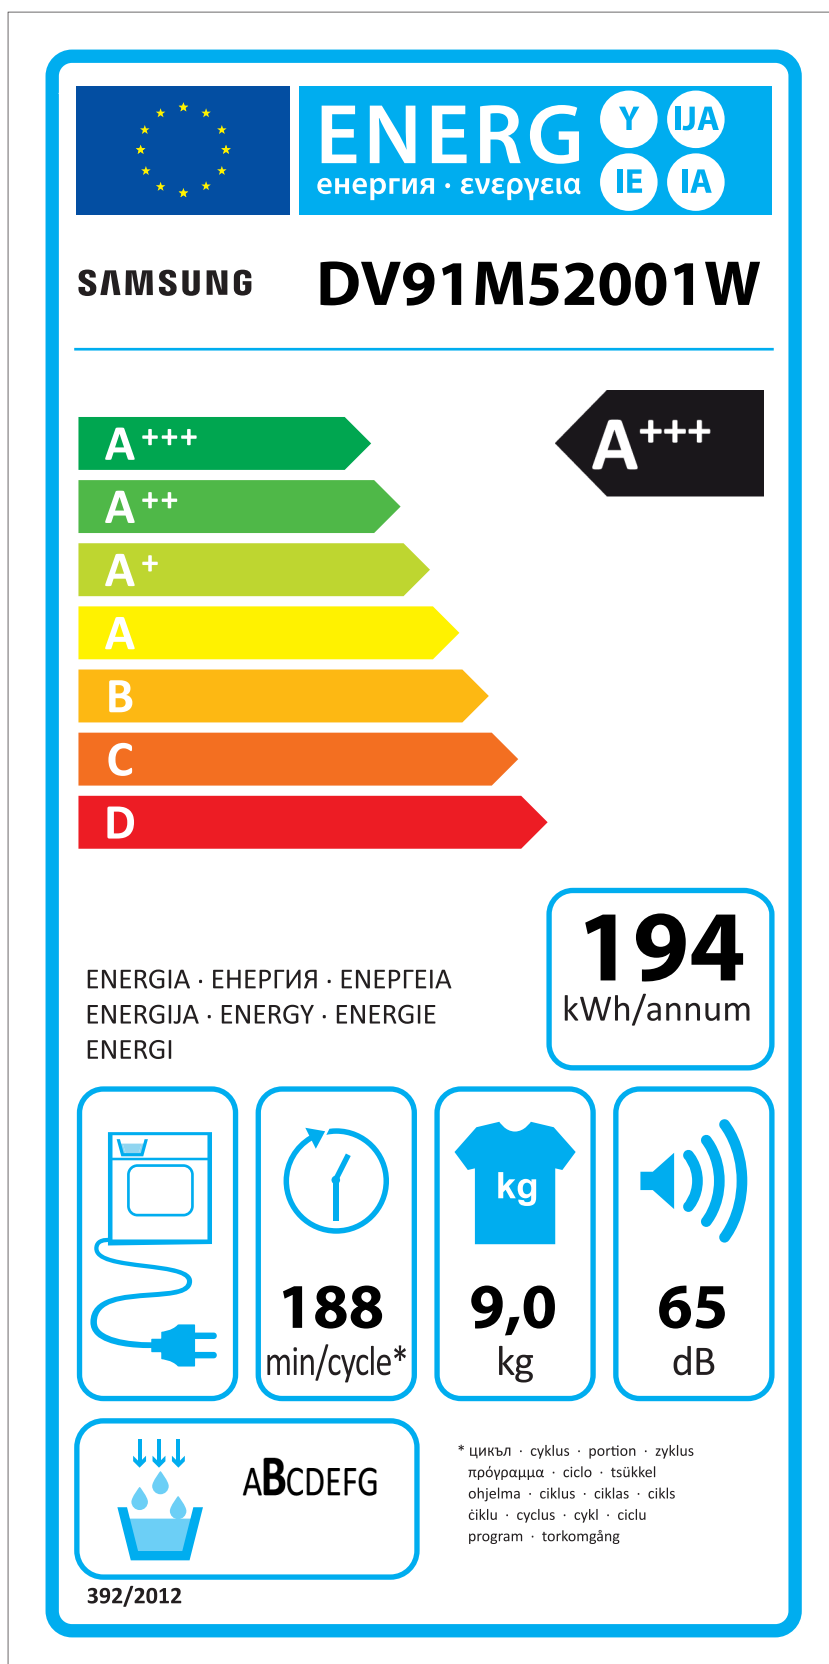 ENERG
енергия · ενεργεια
Y
IJA
IE
IA
SAMSUNG
DV91M52001W
A+++
A+++
A++
A+
A
B
C
D
194
kWh/annum
ENERGIA · ЕНЕРГИЯ · ΕΝΕΡΓΕΙΑ
ENERGIJA · ENERGY · ENERGIE
ENERGI
kg
188
min/cycle*
9,0
kg
65
dB
ABCDEFG
* цикъл · cyklus · portion · zyklus
πρόγραμμα · ciclo · tsükkel
ohjelma · ciklus · ciklas · cikls
ċiklu · cyclus · cykl · ciclu
program · torkomgång
392/2012